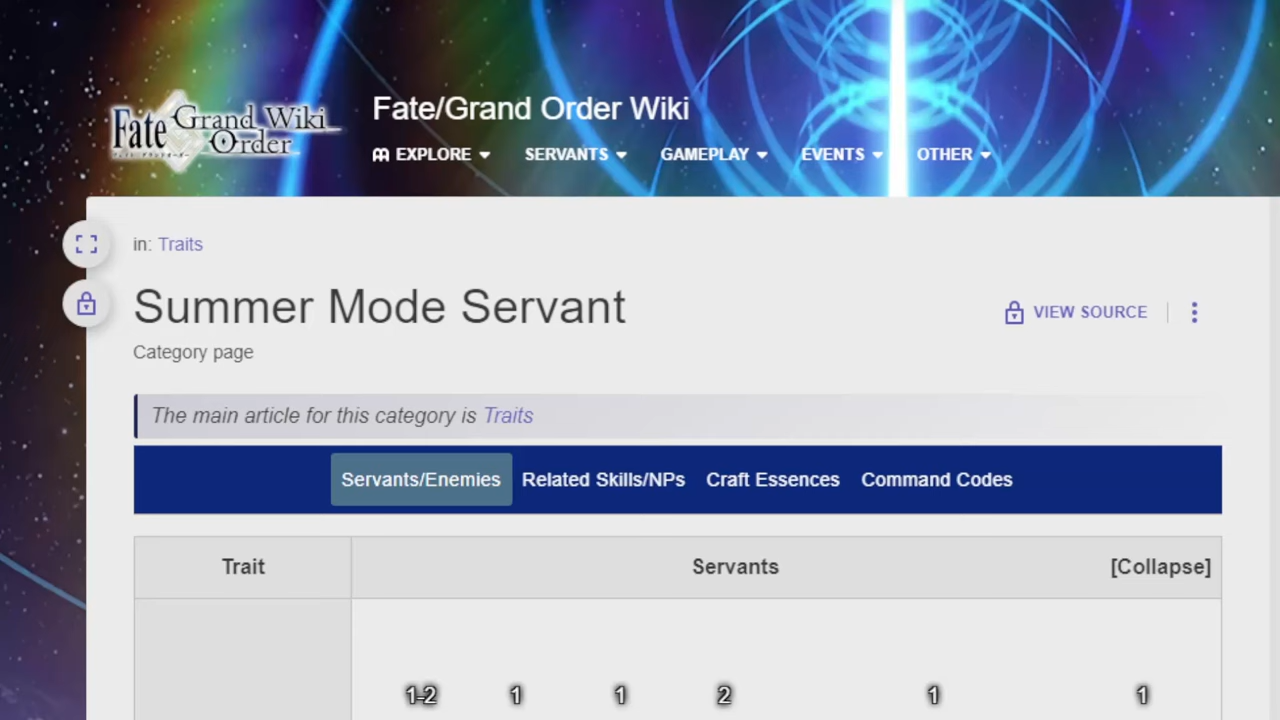 Fate Grand Wiki
Order
Fate/Grand Order Wiki
EXPLORE
SERVANTS
GAMEPLAY
EVENTS
OTHER
in: Traits
Summer Mode Servant
VIEW SOURCE
Category page
The main article for this category is Traits
Servants/Enemies
Related Skills/NPs
Craft Essences
Command Codes
Trait
Servants
[Collapse]
1-2
1
1
2
1
1